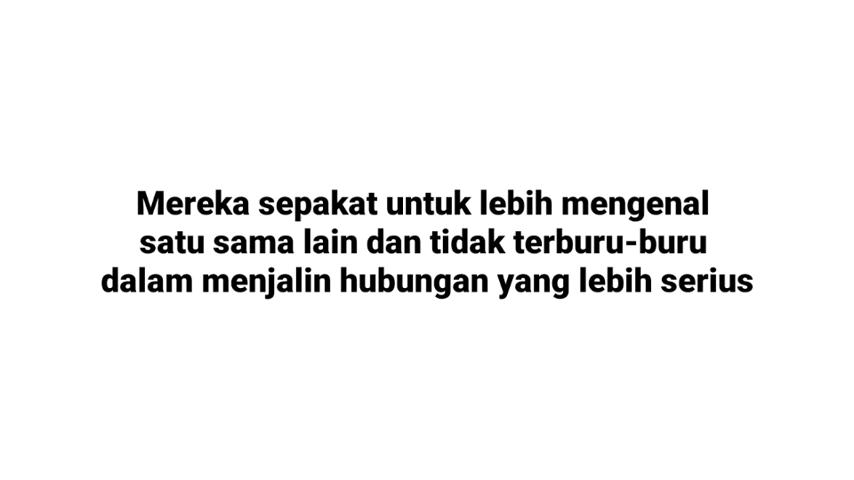 Mereka sepakat untuk lebih mengenal
satu sama lain dan tidak terburu-buru
dalam menjalin hubungan yang lebih serius